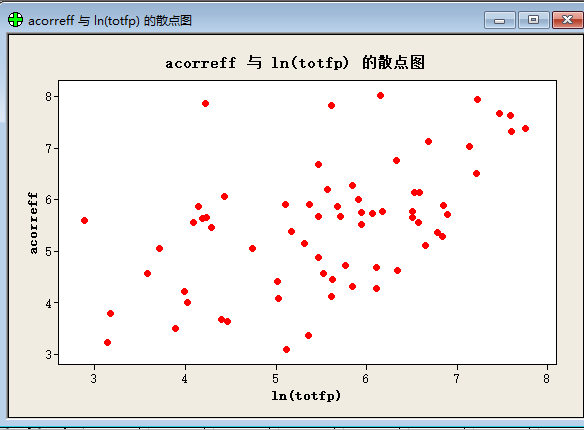 acorreff 与 ln(totfp) 的散点图
acorreff 与 ln(totfp) 的散点图
8
7
6
5
4
3
acorreff
3 4 5 6 7 8
ln(totfp)